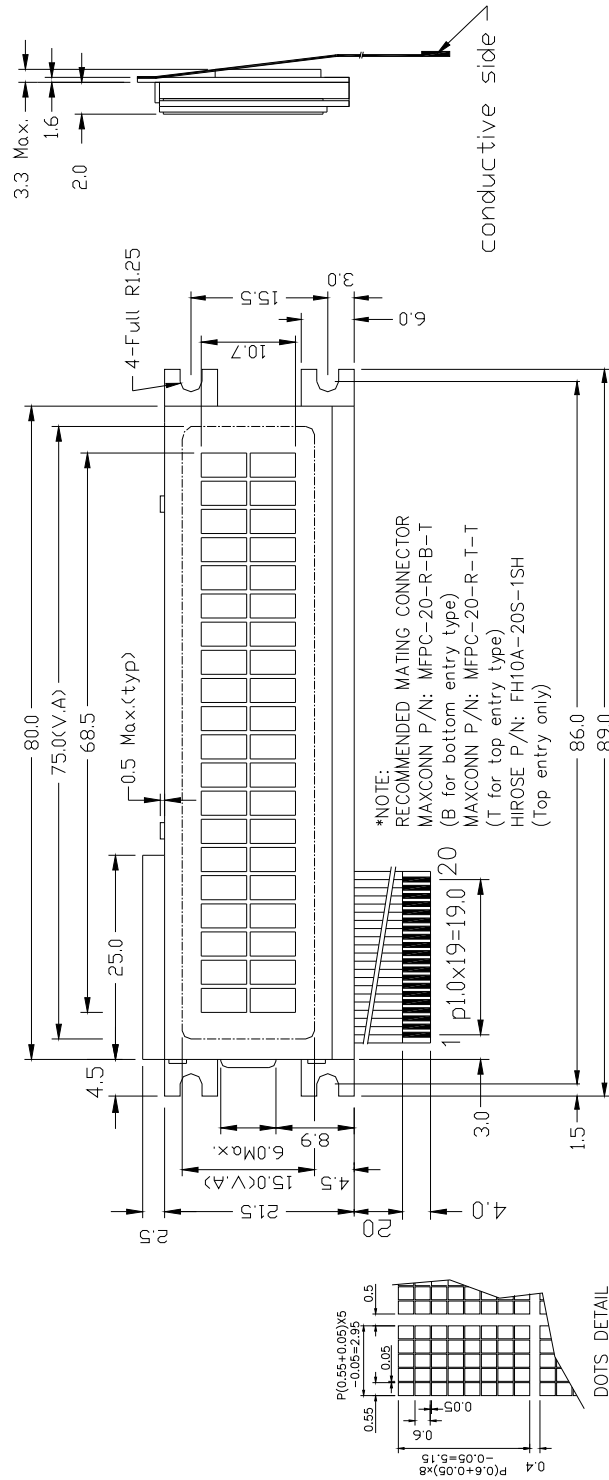 3.3 Max.
1.6
2.0
conductive side
4-Full R1.25
15.5
3.0
6.0
10.7
80.0
75.0(V.A)
68.5
0.5 Max.(typ)
25.0
4.5
*NOTE:
RECOMMENDED MATING CONNECTOR
MAXCONN P/N: MFPC-20-R-B-T
(B for bottom entry type)
MAXCONN P/N: MFPC-20-R-T-T
(T for top entry type)
HIROSE P/N: FH10A-20S-1SH
(Top entry only)
1
20
p1.0x19=19.0
86.0
89.0
3.0
1.5
8.9
6.0Max.
15.0(V.A)
4.5
21.5
2.5
20
4.0
P(0.55+0.05)X5
-0.05=2.95
0.5
0.05
0.55
0.05
0.6
P(0.6+0.05)x8
-0.05=5.15
0.4
DOTS DETAIL